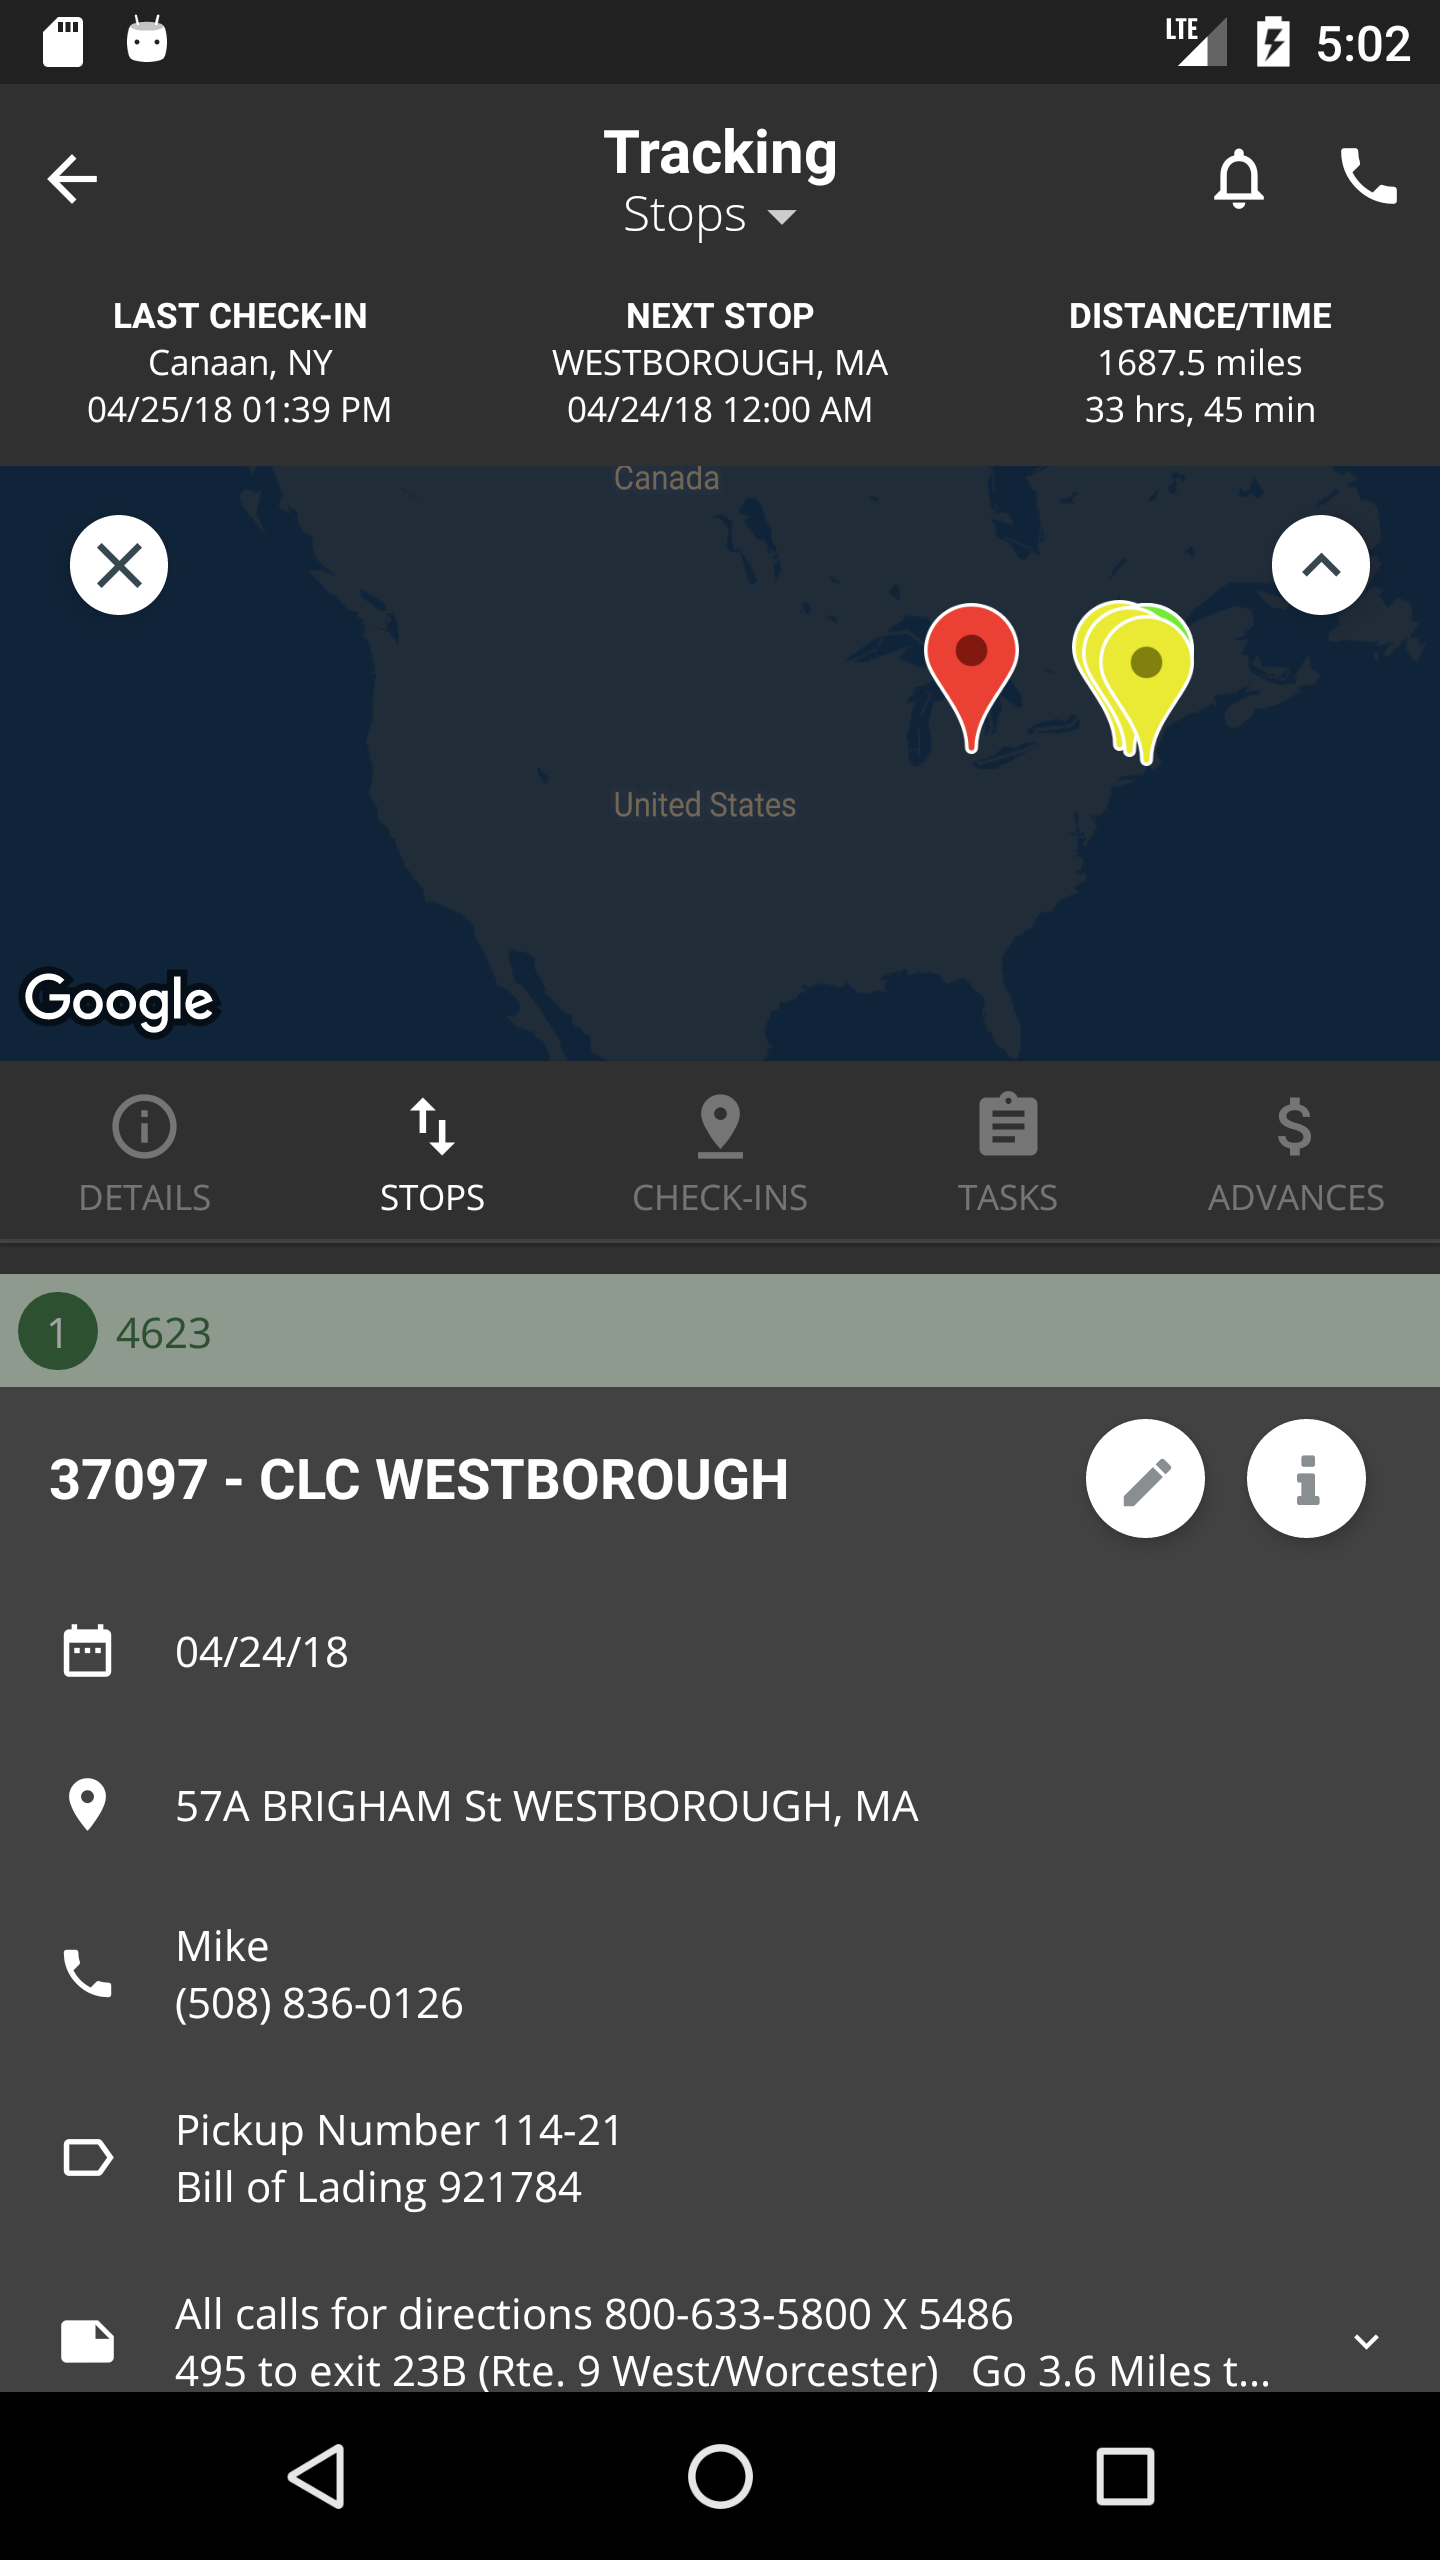 LTE 5:02
Tracking
Stops
LAST CHECK-IN
Canaan, NY
04/25/18 01:39 PM
NEXT STOP
WESTBOROUGH, MA
04/24/18 12:00 AM
DISTANCE/TIME
1687.5 miles
33 hrs, 45 min
Canada
United States
Google
DETAILS
STOPS
CHECK-INS
TASKS
ADVANCES
1 4623
37097 - CLC WESTBOROUGH
04/24/18
57A BRIGHAM St WESTBOROUGH, MA
Mike
(508) 836-0126
Pickup Number 114-21
Bill of Lading 921784
All calls for directions 800-633-5800 X 5486
495 to exit 23B (Rte. 9 West/Worcester)   Go 3.6 Miles t...